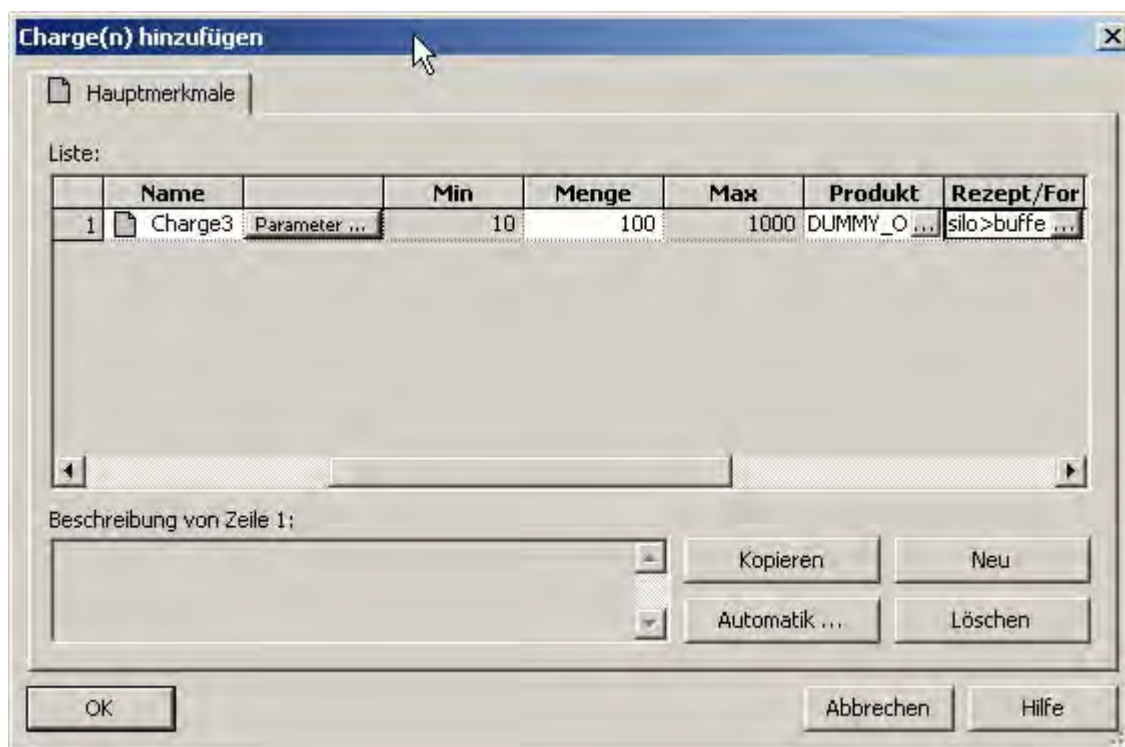 Charge(n) hinzufügen
Hauptmerkmale
Liste:
Name Min Menge Max Produkt Rezept/For
1 Charge3 Parameter ... 10 100 1000 DUMMY_O ... silo>buffe ...
Beschreibung von Zeile 1:
Kopieren Neu
Automatik ... Löschen
OK Abbrechen Hilfe